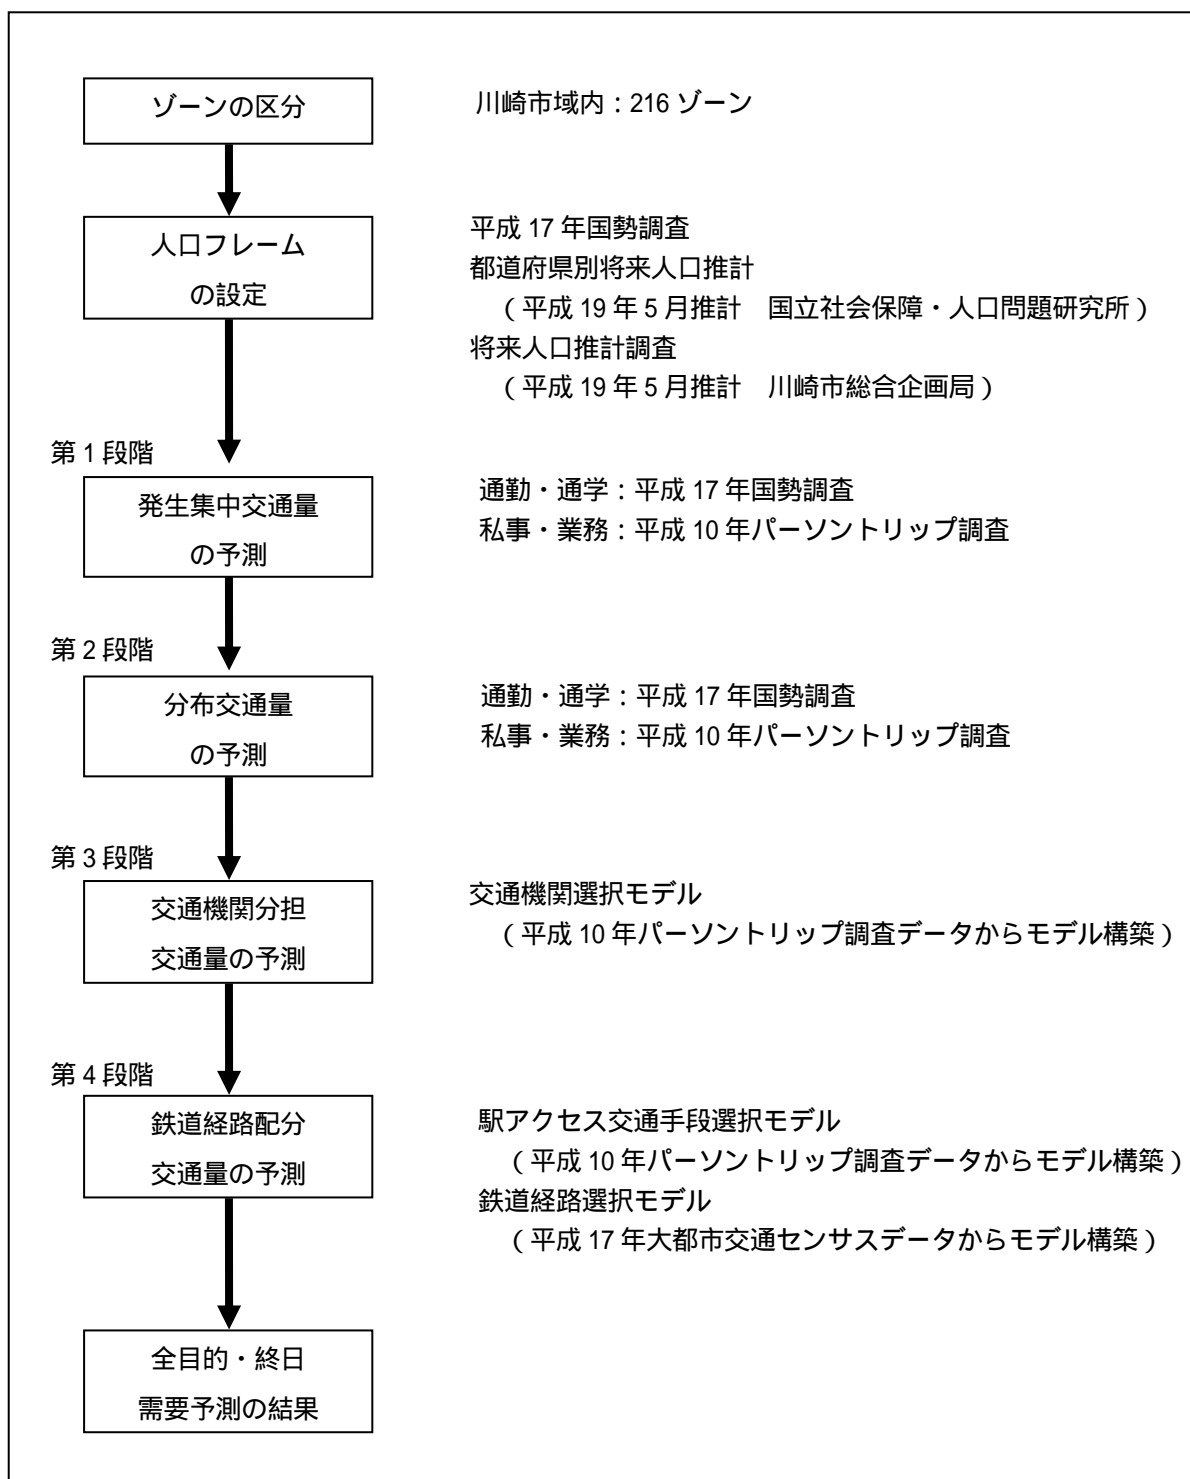 ゾーンの区分
川崎市域内：216 ゾーン
人口フレーム
の設定
平成 17 年国勢調査
都道府県別将来人口推計
（平成 19 年 5 月推計　国立社会保障・人口問題研究所）
将来人口推計調査
（平成 19 年 5 月推計　川崎市総合企画局）
第 1 段階
発生集中交通量
の予測
通勤・通学：平成 17 年国勢調査
私事・業務：平成 10 年パーソントリップ調査
第 2 段階
分布交通量
の予測
通勤・通学：平成 17 年国勢調査
私事・業務：平成 10 年パーソントリップ調査
第 3 段階
交通機関分担
交通量の予測
交通機関選択モデル
（平成 10 年パーソントリップ調査データからモデル構築）
第 4 段階
鉄道経路配分
交通量の予測
駅アクセス交通手段選択モデル
（平成 10 年パーソントリップ調査データからモデル構築）
鉄道経路選択モデル
（平成 17 年大都市交通センサスデータからモデル構築）
全目的・終日
需要予測の結果